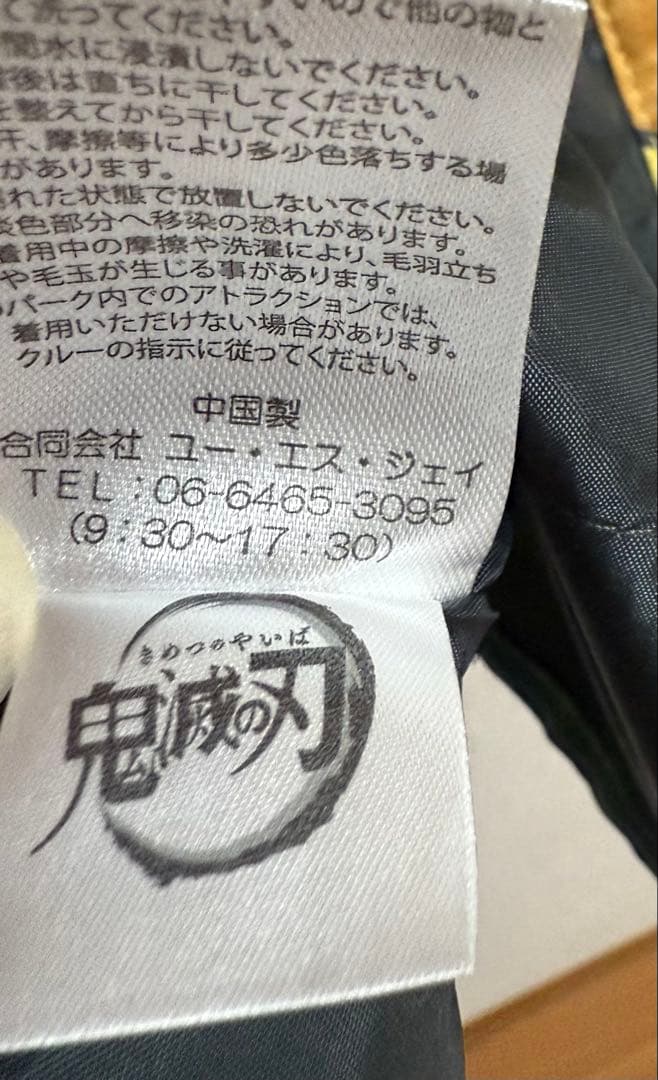 洗ってください。
すいので他の物と
水に浸漬しないでください。
後は直ちに干してください。
整えてから干してください。
汗、摩擦等により多少色落ちする場
があります。
れた状態で放置しないでください。
淡色部分へ移染の恐れがあります。
着用中の摩擦や洗濯により、毛羽立ち
や毛玉が生じる事があります。
パーク内でのアトラクションでは、
着用いただけない場合があります。
クルーの指示に従ってください。
中国製
合同会社 ユー・エス・ジェイ
TEL:06-6465-3095
(9:30～17:30)
きめつのやいば
鬼滅の刃